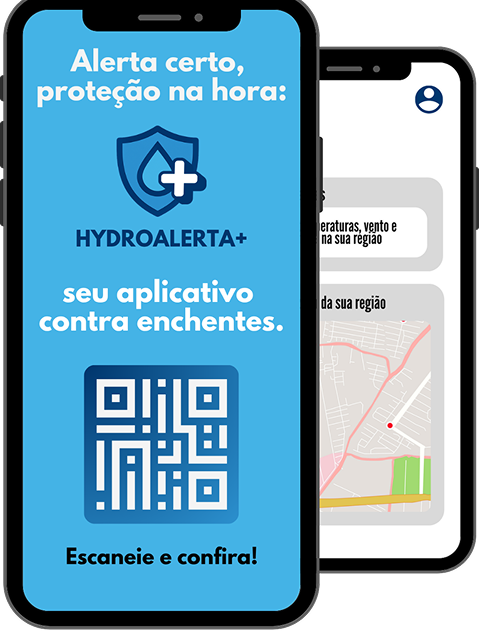 Alerta certo,
proteção na hora:
HYDROALERTA+
seu aplicativo
contra enchentes.
Escaneie e confira!
eraturas, vento e
na sua região
da sua região